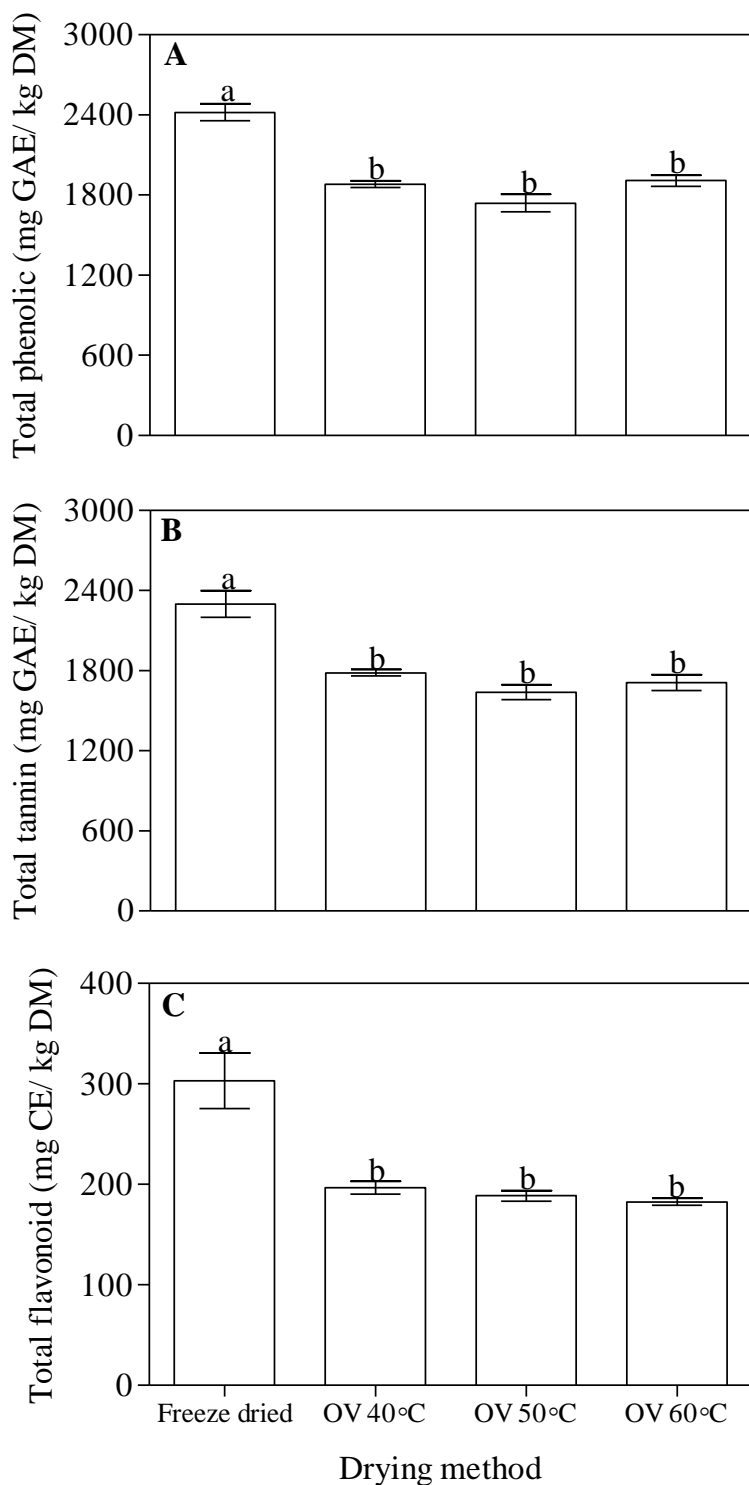 A
Total phenolic (mg GAE/ kg DM)
3000
2400
1800
1200
600
0
a
b
b
b
B
Total tannin (mg GAE/ kg DM)
3000
2400
1800
1200
600
0
a
b
b
b
C
Total flavonoid (mg CE/ kg DM)
400
300
200
100
0
a
b
b
b
Freeze dried OV 40°C OV 50°C OV 60°C
Drying method